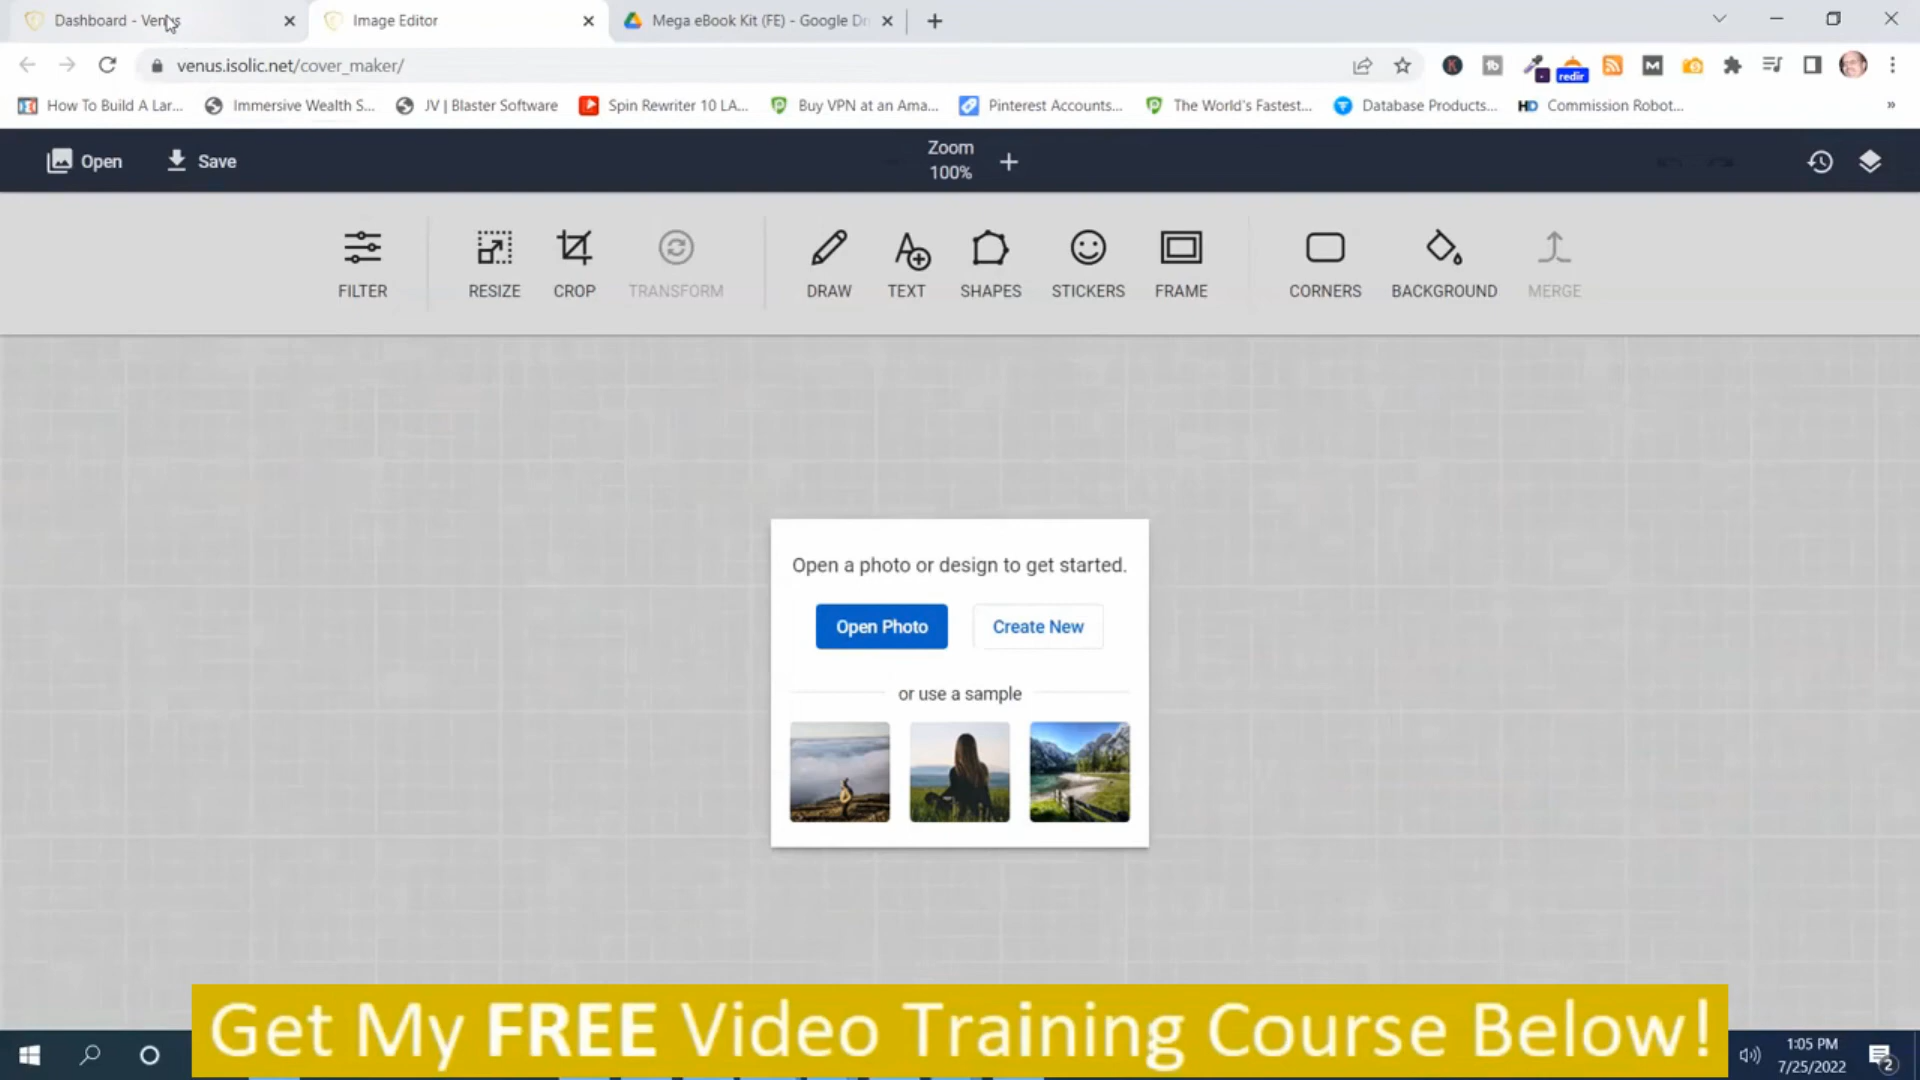 Dashboard - Venus
Image Editor
Mega eBook Kit (FE) - Google Dr
venus.isolic.net/cover_maker/
redir
How To Build A Lar...
Immersive Wealth S...
JV | Blaster Software
Spin Rewriter 10 LA...
Buy VPN at an Ama...
Pinterest Accounts...
The World's Fastest...
Database Products...
HD Commission Robot...
Open
Save
Zoom
100%
FILTER
RESIZE
CROP
TRANSFORM
DRAW
TEXT
SHAPES
STICKERS
FRAME
CORNERS
BACKGROUND
MERGE
Open a photo or design to get started.
Open Photo
Create New
or use a sample
Get My FREE Video Training Course Below!
1:05 PM
7/25/2022
2